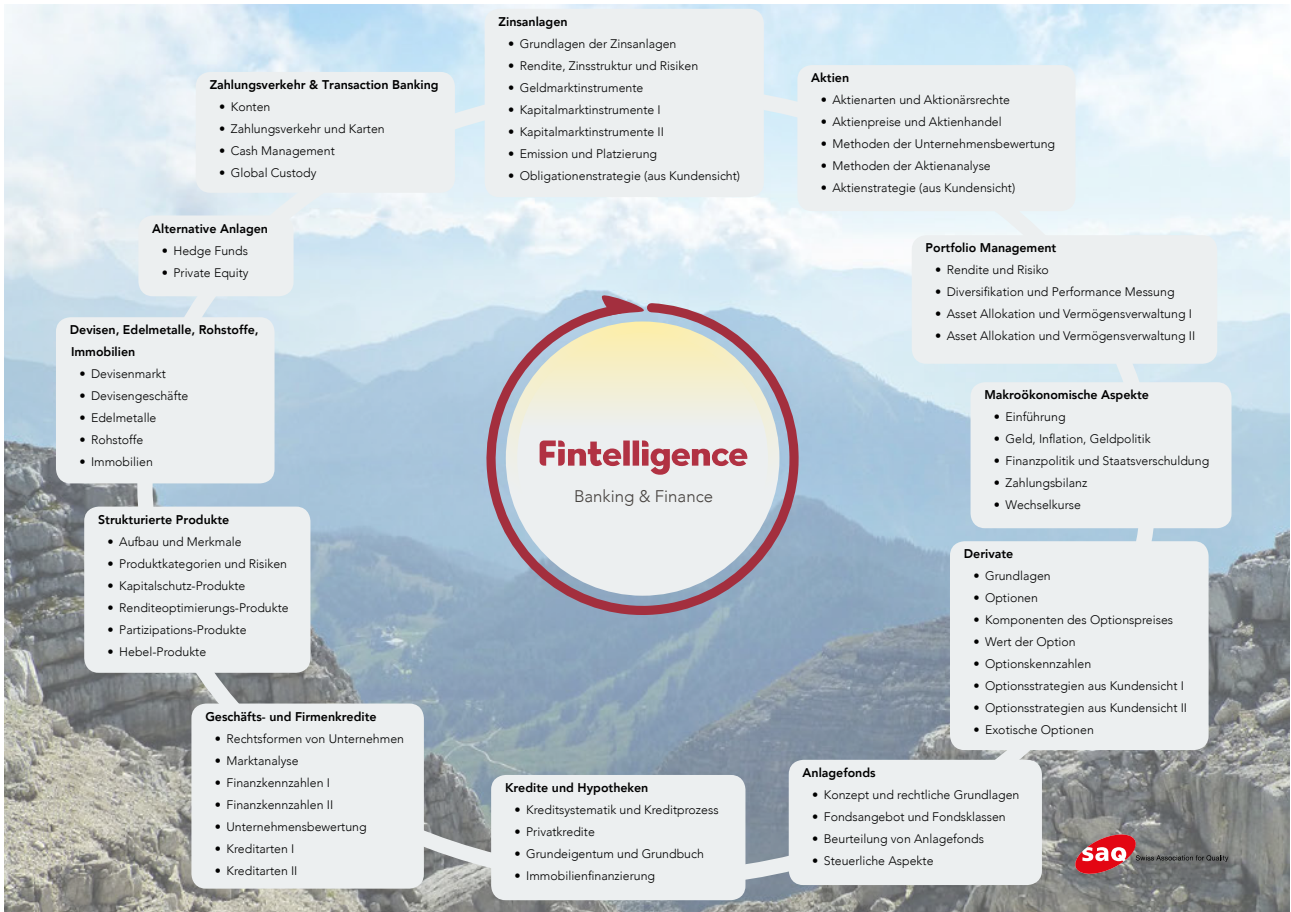 Zinsanlagen
• Grundlagen der Zinsanlagen
• Rendite, Zinsstruktur und Risiken
• Geldmarktinstrumente
• Kapitalmarktinstrumente I
• Kapitalmarktinstrumente II
• Emission und Platzierung
• Obligationenstrategie (aus Kundensicht)
Aktien
• Aktienarten und Aktionärsrechte
• Aktienpreise und Aktienhandel
• Methoden der Unternehmensbewertung
• Methoden der Aktienanalyse
• Aktienstrategie (aus Kundensicht)
Portfolio Management
• Rendite und Risiko
• Diversifikation und Performance Messung
• Asset Allokation und Vermögensverwaltung I
• Asset Allokation und Vermögensverwaltung II
Makroökonomische Aspekte
• Einführung
• Geld, Inflation, Geldpolitik
• Finanzpolitik und Staatsverschuldung
• Zahlungsbilanz
• Wechselkurse
Derivate
• Grundlagen
• Optionen
• Komponenten des Optionspreises
• Wert der Option
• Optionskennzahlen
• Optionsstrategien aus Kundensicht I
• Optionsstrategien aus Kundensicht II
• Exotische Optionen
Anlagefonds
• Konzept und rechtliche Grundlagen
• Fondsangebot und Fondsklassen
• Beurteilung von Anlagefonds
• Steuerliche Aspekte
Kredite und Hypotheken
• Kreditsystematik und Kreditprozess
• Privatkredite
• Grundeigentum und Grundbuch
• Immobilienfinanzierung
Geschäfts- und Firmenkredite
• Rechtsformen von Unternehmen
• Marktanalyse
• Finanzkennzahlen I
• Finanzkennzahlen II
• Unternehmensbewertung
• Kreditarten I
• Kreditarten II
Strukturierte Produkte
• Aufbau und Merkmale
• Produktkategorien und Risiken
• Kapitalschutz-Produkte
• Renditeoptimierungs-Produkte
• Partizipations-Produkte
• Hebel-Produkte
Devisen, Edelmetalle, Rohstoffe,
Immobilien
• Devisenmarkt
• Devisengeschäfte
• Edelmetalle
• Rohstoffe
• Immobilien
Alternative Anlagen
• Hedge Funds
• Private Equity
Zahlungsverkehr & Transaction Banking
• Konten
• Zahlungsverkehr und Karten
• Cash Management
• Global Custody
Fintelligence
Banking & Finance
saq Swiss Association for Quality